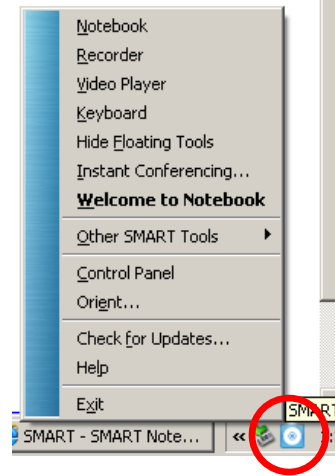 Notebook
Recorder
Video Player
Keyboard
Hide Floating Tools
Instant Conferencing...
Welcome to Notebook
Other SMART Tools
Control Panel
Orient...
Check for Updates...
Help
Exit
SMART
SMART - SMART Note... «